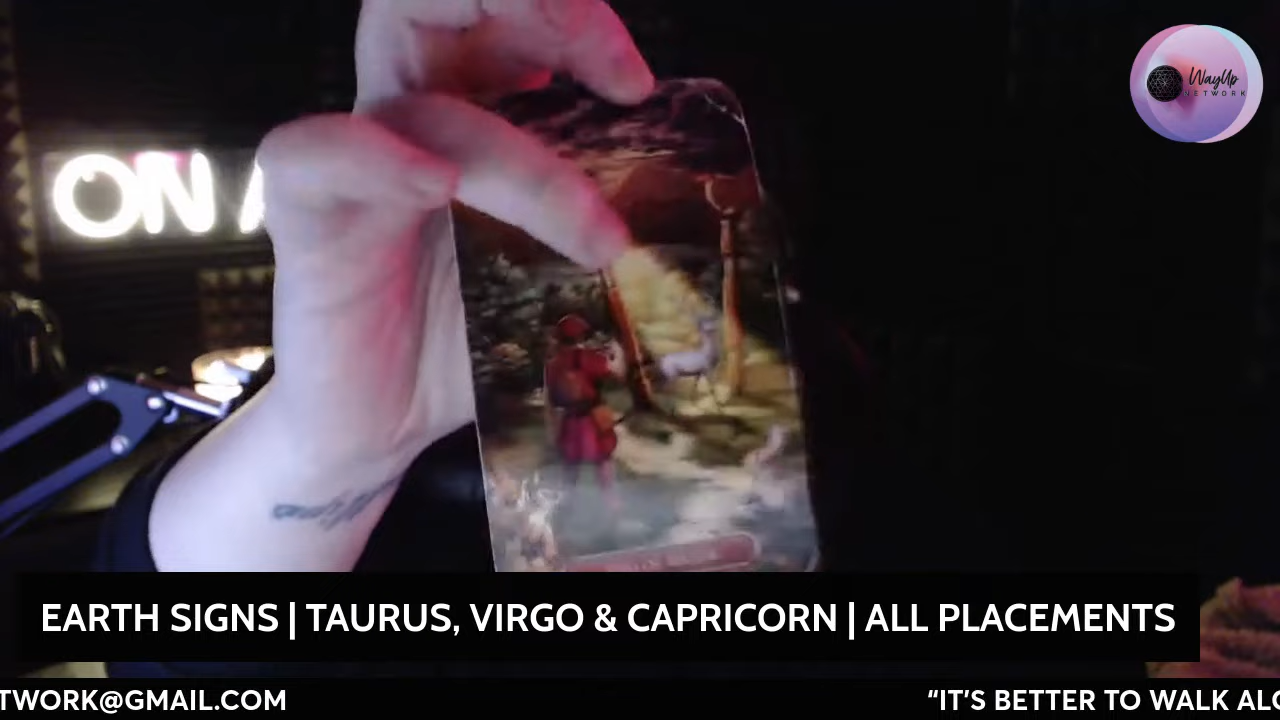 WayUp
NETWORK
ON A
EARTH SIGNS | TAURUS, VIRGO & CAPRICORN | ALL PLACEMENTS
TWORK@GMAIL.COM
“IT'S BETTER TO WALK ALO